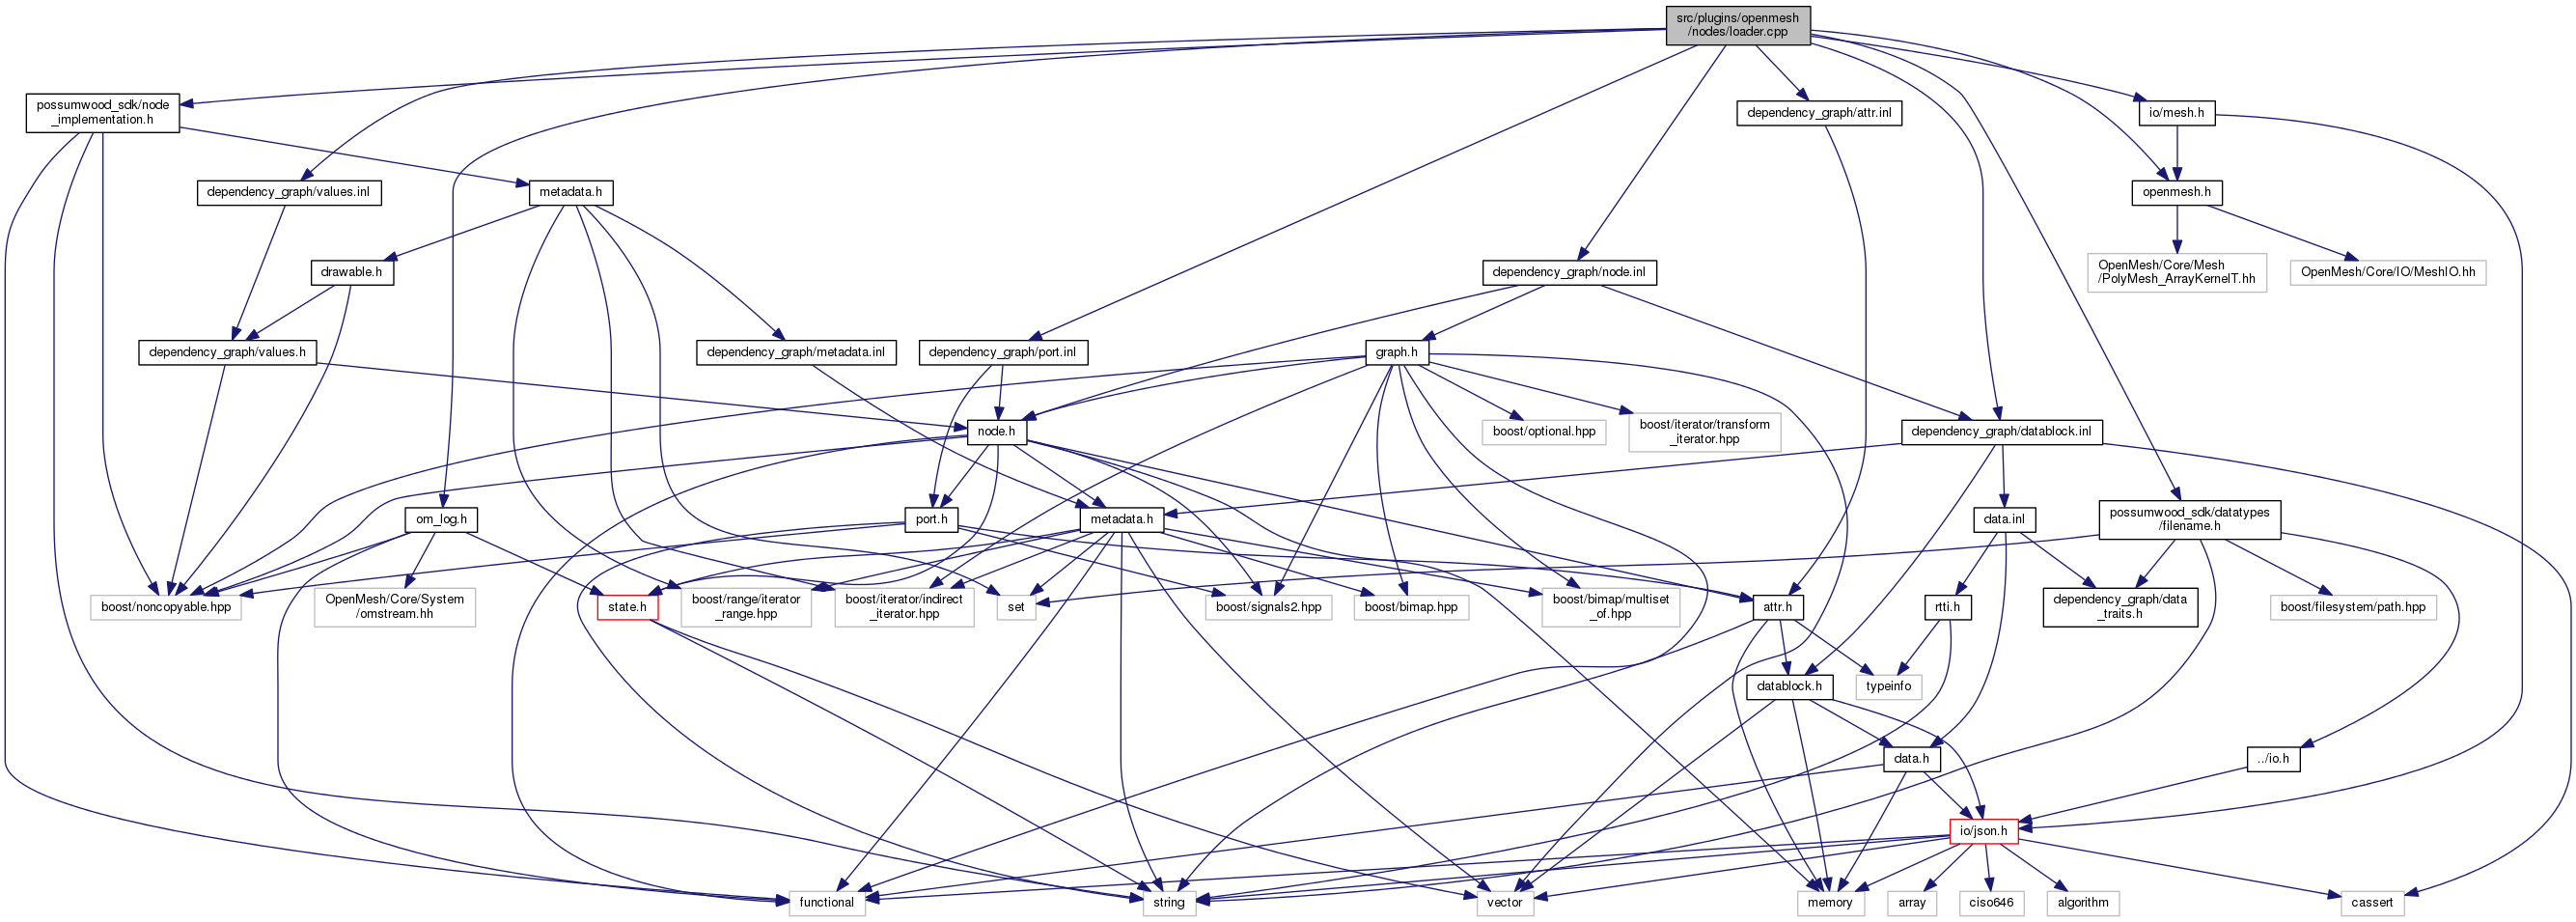 src/plugins/openmesh
/nodes/loader.cpp
possumwood_sdk/node
_implementation.h
dependency_graph/attr.inl
io/mesh.h
dependency_graph/values.inl
metadata.h
openmesh.h
drawable.h
dependency_graph/node.inl
OpenMesh/Core/Mesh
/PolyMesh_ArrayKernelT.hh
OpenMesh/Core/IO/MeshIO.hh
dependency_graph/values.h
dependency_graph/metadata.inl
dependency_graph/port.inl
graph.h
node.h
boost/optional.hpp
boost/iterator/transform
_iterator.hpp
dependency_graph/datablock.inl
om_log.h
port.h
metadata.h
data.inl
possumwood_sdk/datatypes
/filename.h
boost/noncopyable.hpp
OpenMesh/Core/System
/omstream.hh
state.h
boost/range/iterator
_range.hpp
boost/iterator/indirect
_iterator.hpp
set
boost/signals2.hpp
boost/bimap.hpp
boost/bimap/multiset
_of.hpp
attr.h
rtti.h
dependency_graph/data
_traits.h
boost/filesystem/path.hpp
datablock.h
typeinfo
data.h
../io.h
io/json.h
functional
string
vector
memory
array
ciso646
algorithm
cassert